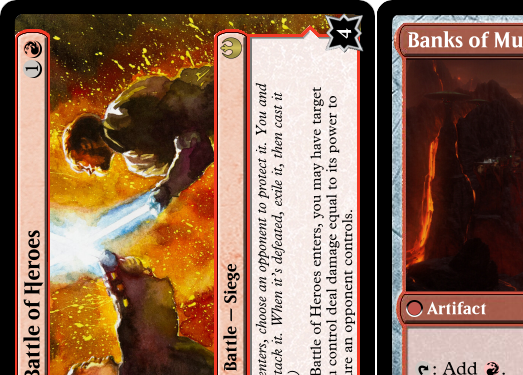 Battle of Heroes
1
Battle – Siege
4
enters, choose an opponent to protect it. You and
attack it. When it's defeated, exile it, then cast it
)
Battle of Heroes enters, you may have target
control deal damage equal to its power to
an opponent controls.
Banks of Mu
Artifact
: Add